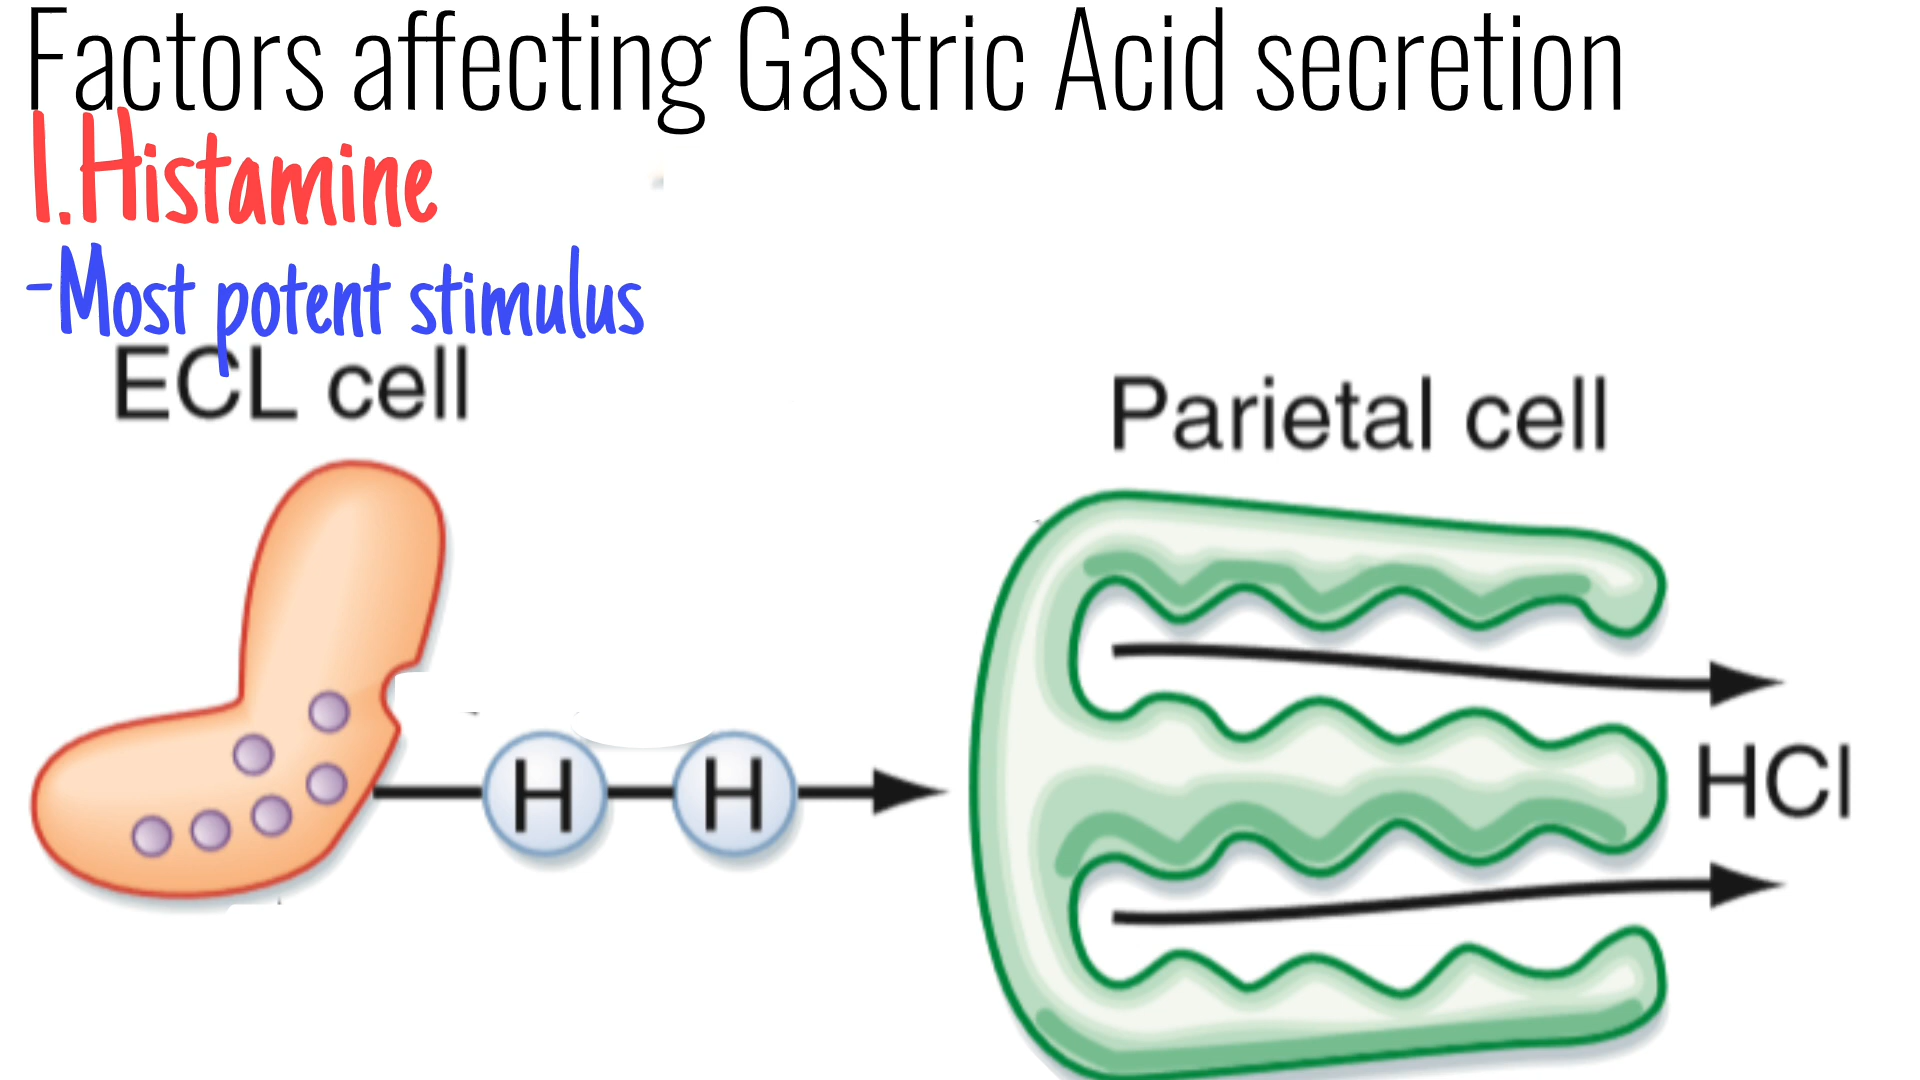 Factors affecting Gastric Acid secretion
1.Histamine
-Most potent stimulus
ECL cell
Parietal cell
H H
HCl